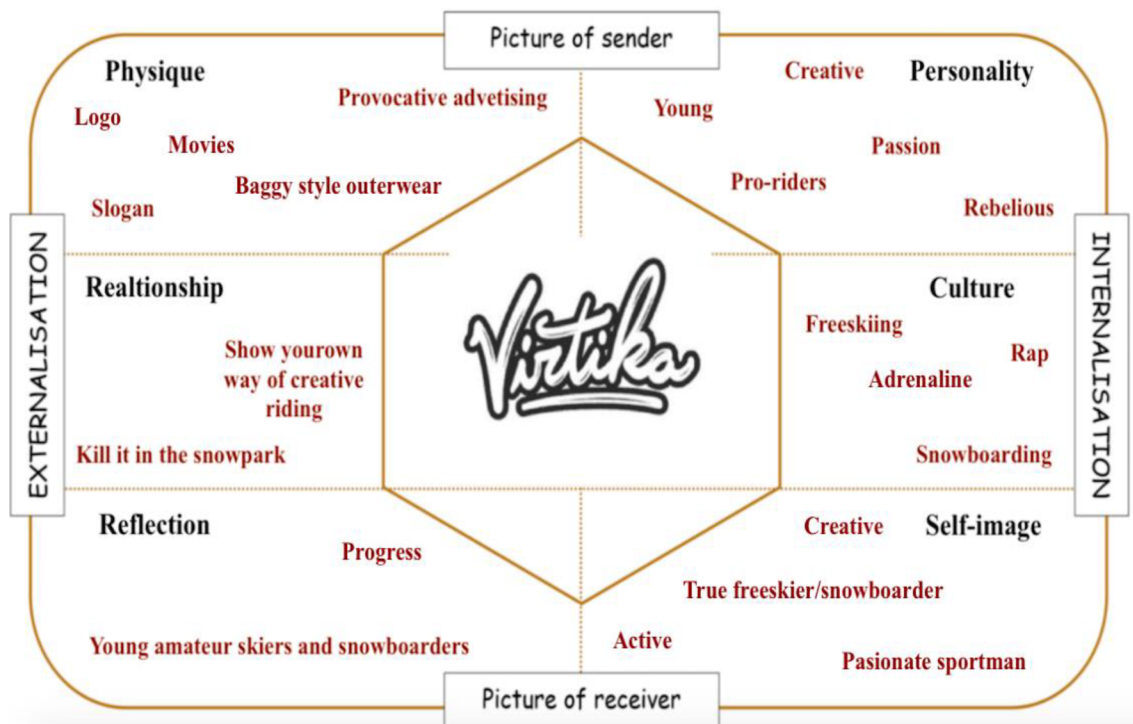 Picture of sender
Physique
Provocative advetising
Logo
Movies
Baggy style outerwear
Slogan
Creative
Personality
Young
Passion
Pro-riders
Rebelious
EXTERNALISATION
Realtionship
Show yourown
way of creative
riding
Kill it in the snowpark
Virtika
Culture
Freeskiing
Rap
Adrenaline
Snowboarding
INTERNALISATION
Reflection
Progress
Young amateur skiers and snowboarders
Creative
Self-image
True freeskier/snowboarder
Active
Pasionate sportman
Picture of receiver